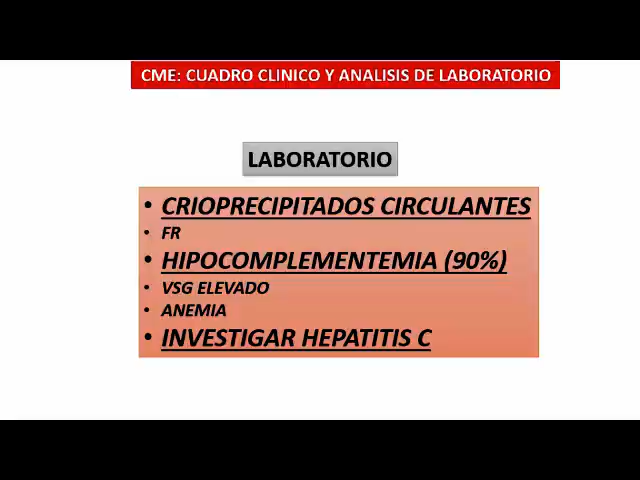 CME: CUADRO CLINICO Y ANALISIS DE LABORATORIO
LABORATORIO
• CRIOPRECIPITADOS CIRCULANTES
• FR
• HIPOCOMPLEMENTEMIA (90%)
• VSG ELEVADO
• ANEMIA
• INVESTIGAR HEPATITIS C